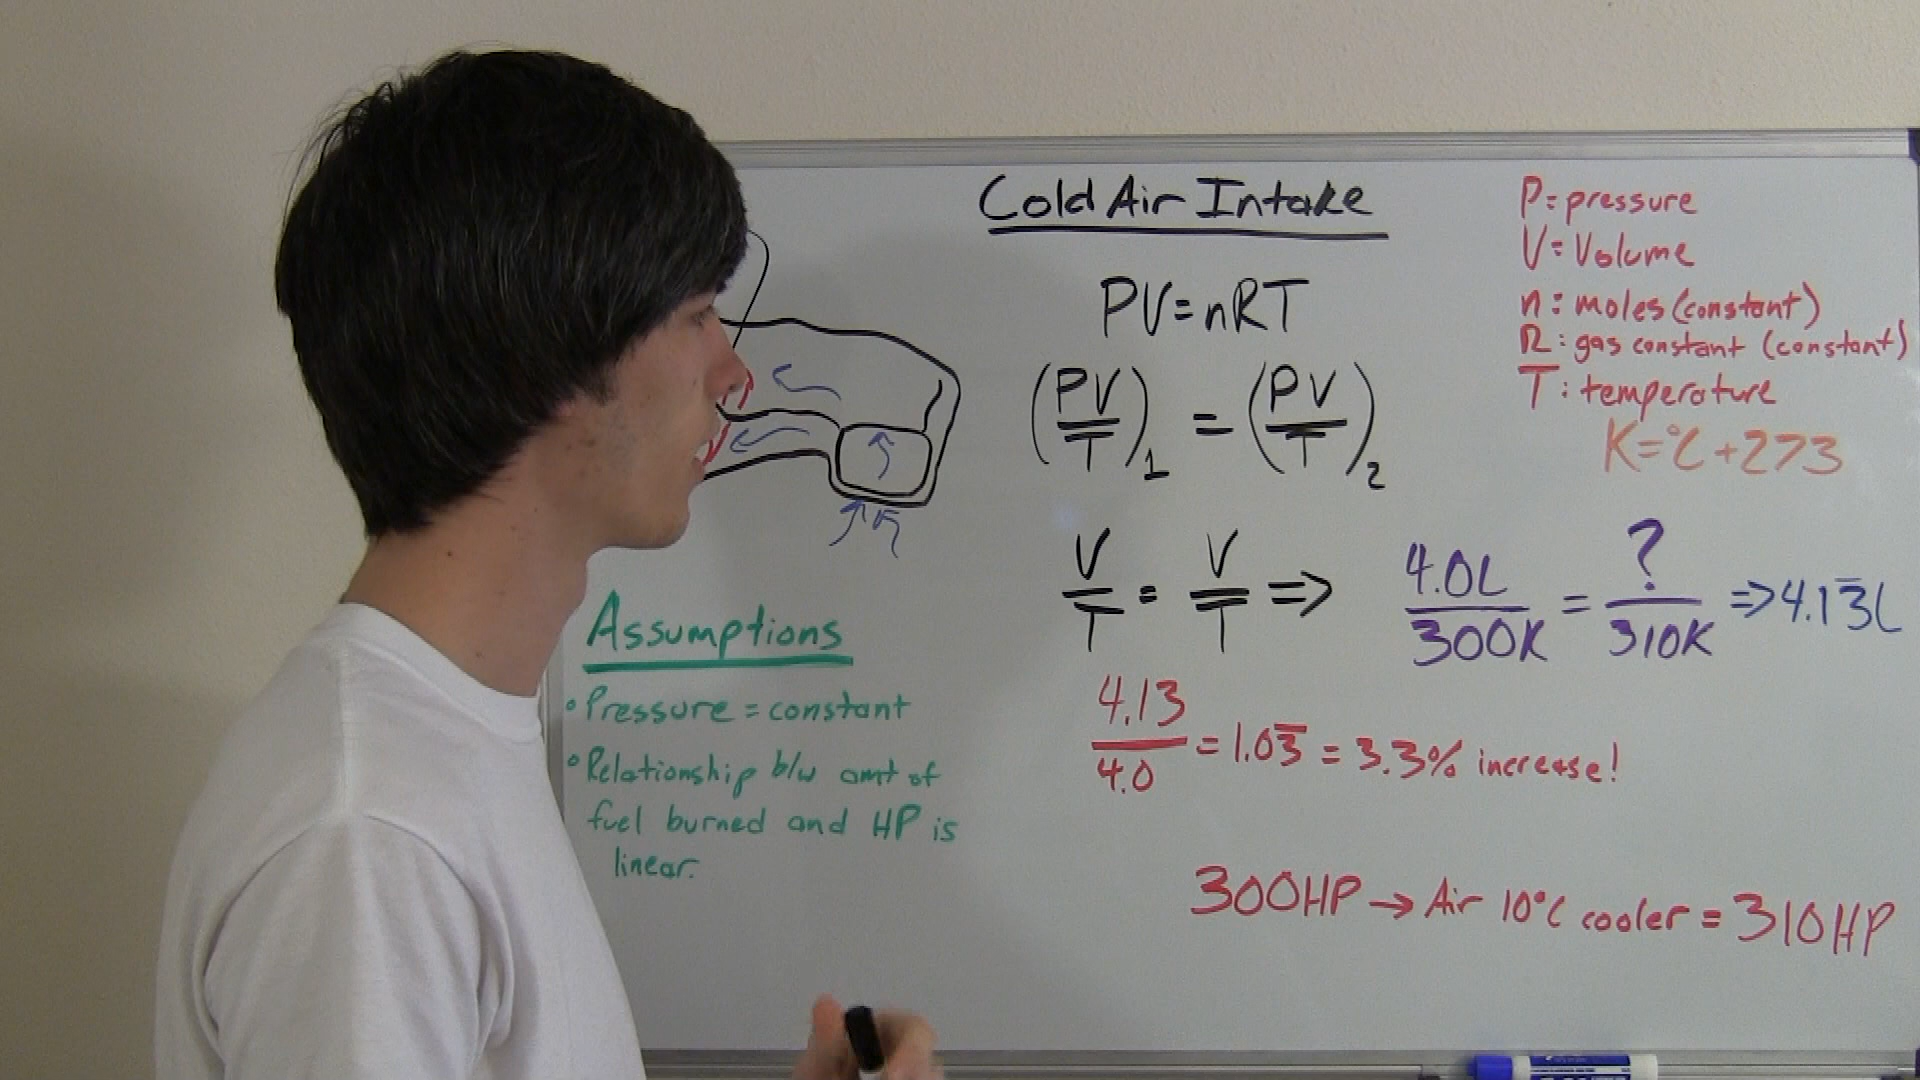 Cold Air Intake
PV=nRT
(PV/T)1 = (PV/T)2
V/T = V/T => 4.0L/300K = ?/310K => 4.13̅L
4.13/4.0 = 1.03̅ = 3.3% increase!
300HP → Air 10°C cooler = 310HP
P= pressure
V= Volume
n: moles (constant)
R: gas constant (constant)
T: temperature
K=°C+273
Assumptions
• Pressure = constant
• Relationship b/w amt of
fuel burned and HP is
linear.